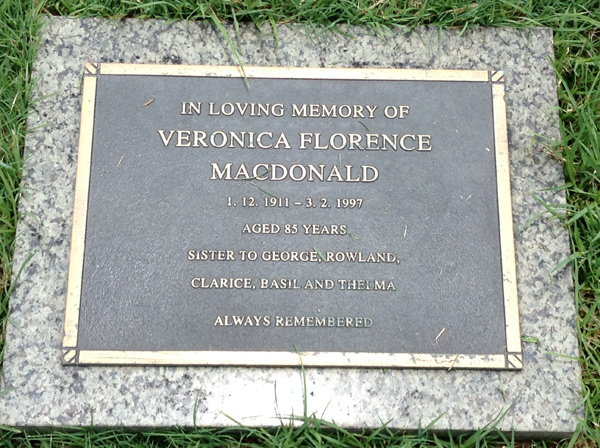 IN LOVING MEMORY OF
VERONICA FLORENCE
MACDONALD
1. 12. 1911 – 3. 2. 1997
AGED 85 YEARS
SISTER TO GEORGE, ROWLAND,
CLARICE, BASIL AND THELMA
ALWAYS REMEMBERED